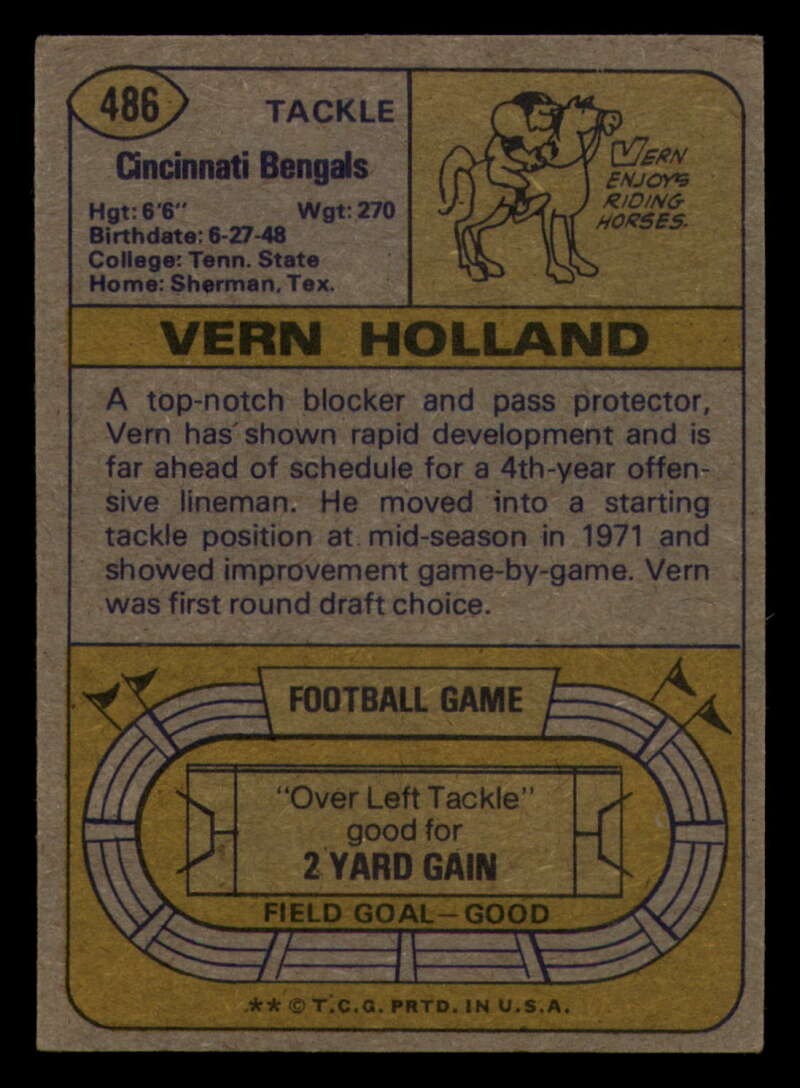 486
TACKLE
Cincinnati Bengals
Hgt: 6'6" Wgt: 270
Birthdate: 6-27-48
College: Tenn. State
Home: Sherman, Tex.
VERN
ENJOYS
RIDING
HORSES.
VERN HOLLAND
A top-notch blocker and pass protector,
Vern has shown rapid development and is
far ahead of schedule for a 4th-year offen-
sive lineman. He moved into a starting
tackle position at mid-season in 1971 and
showed improvement game-by-game. Vern
was first round draft choice.
FOOTBALL GAME
"Over Left Tackle"
good for
2 YARD GAIN
FIELD GOAL—GOOD
** © T.C.G. PRTD. IN U.S.A.